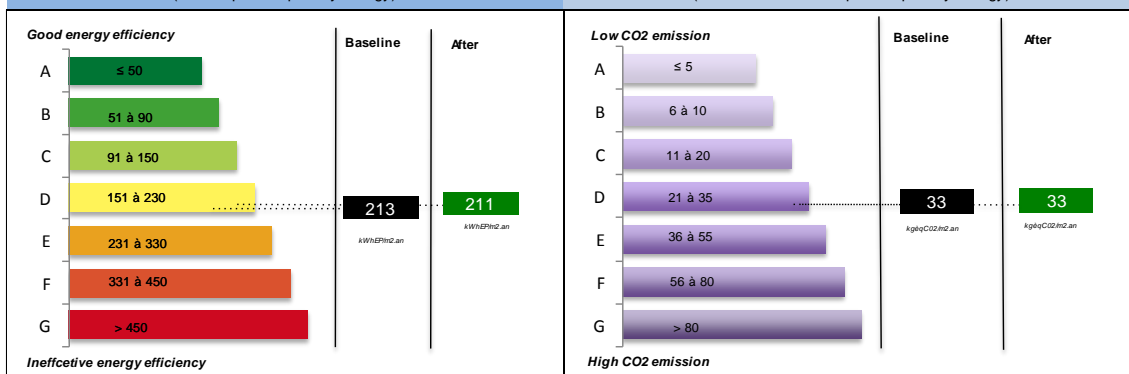 Good energy efficiency
Baseline
After
A
≤ 50
B
51 à 90
C
91 à 150
D
151 à 230
213
211
kWhEP/m2.an
kWhEP/m2.an
E
231 à 330
F
331 à 450
G
> 450
Ineffcetive energy efficiency
Low CO2 emission
Baseline
After
A
≤ 5
B
6 à 10
C
11 à 20
D
21 à 35
33
33
kgéqC02/m2.an
kgéqC02/m2.an
E
36 à 55
F
56 à 80
G
> 80
High CO2 emission